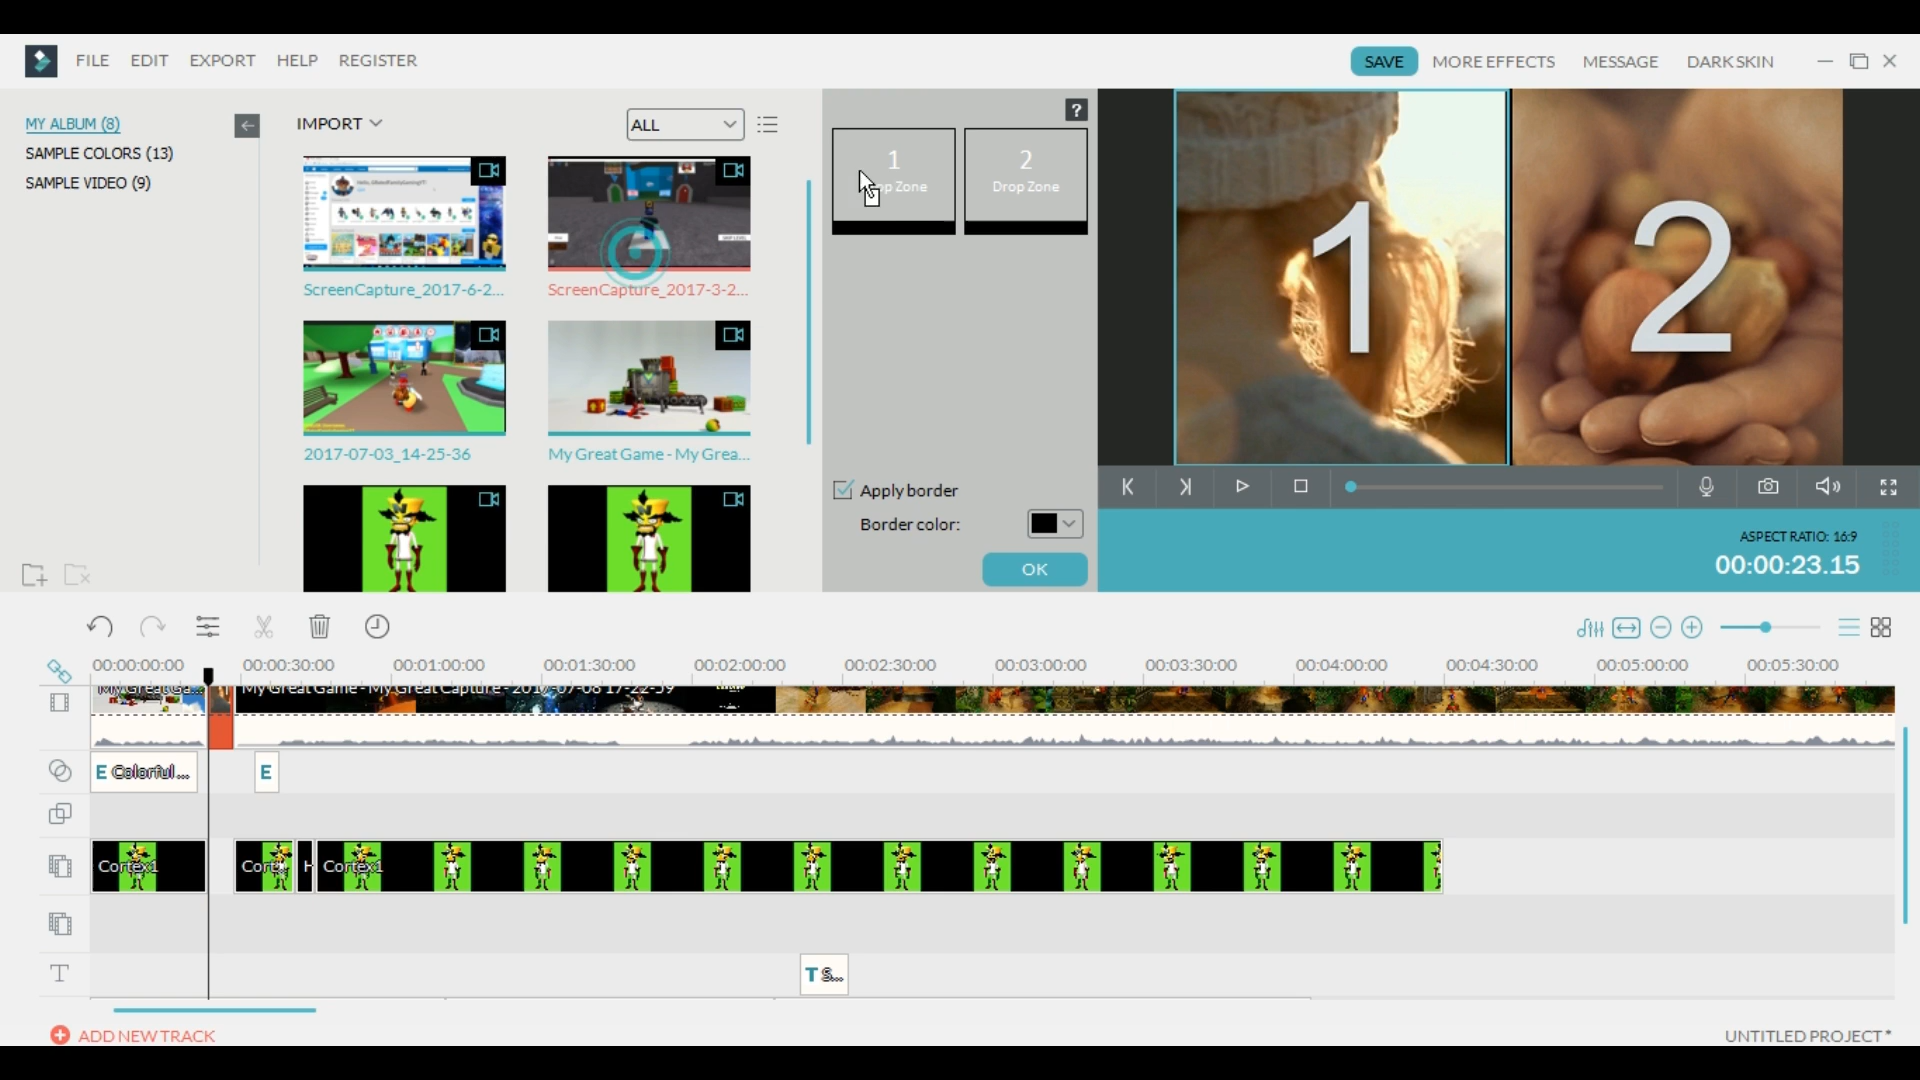 FILE EDIT EXPORT HELP REGISTER
SAVE MORE EFFECTS MESSAGE DARK SKIN
MY ALBUM (8)
SAMPLE COLORS (13)
SAMPLE VIDEO (9)
IMPORT
ALL
ScreenCapture_2017-6-2...
ScreenCapture_2017-3-2...
2017-07-03_14-25-36
My Great Game - My Grea...
?
1
Zone
2
Drop Zone
Apply border
Border color:
OK
1
2
ASPECT RATIO: 16:9
00:00:23.15
00:00:00:00 00:00:30:00 00:01:00:00 00:01:30:00 00:02:00:00 00:02:30:00 00:03:00:00 00:03:30:00 00:04:00:00 00:04:30:00 00:05:00:00 00:05:30:00
My Great Ga...
My Great Game - My Great Capture - 2017-07-08 17-22-59
E Colorful ...
E
Cortex1
Cort...
H
Cortex1
T
T S...
ADD NEW TRACK
UNTITLED PROJECT *